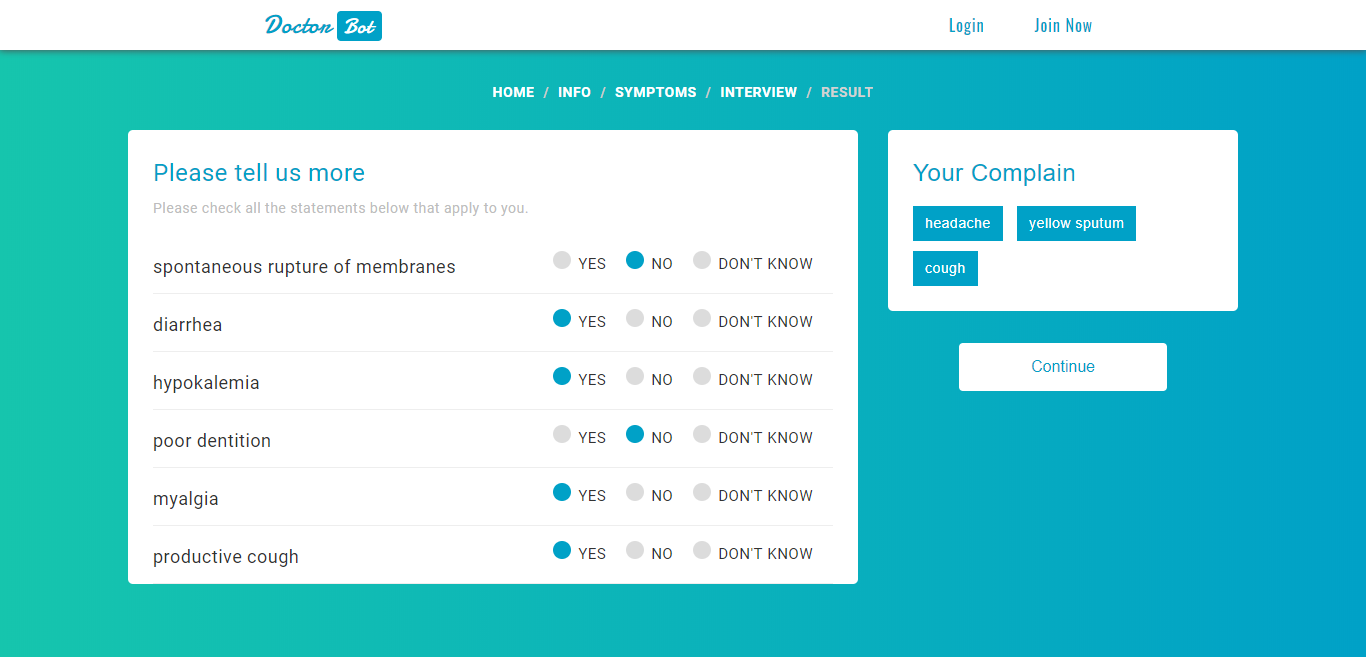 Doctor Bot
Login Join Now
HOME / INFO / SYMPTOMS / INTERVIEW / RESULT
Please tell us more
Please check all the statements below that apply to you.
spontaneous rupture of membranes YES NO DON'T KNOW
diarrhea YES NO DON'T KNOW
hypokalemia YES NO DON'T KNOW
poor dentition YES NO DON'T KNOW
myalgia YES NO DON'T KNOW
productive cough YES NO DON'T KNOW
Your Complain
headache yellow sputum
cough
Continue